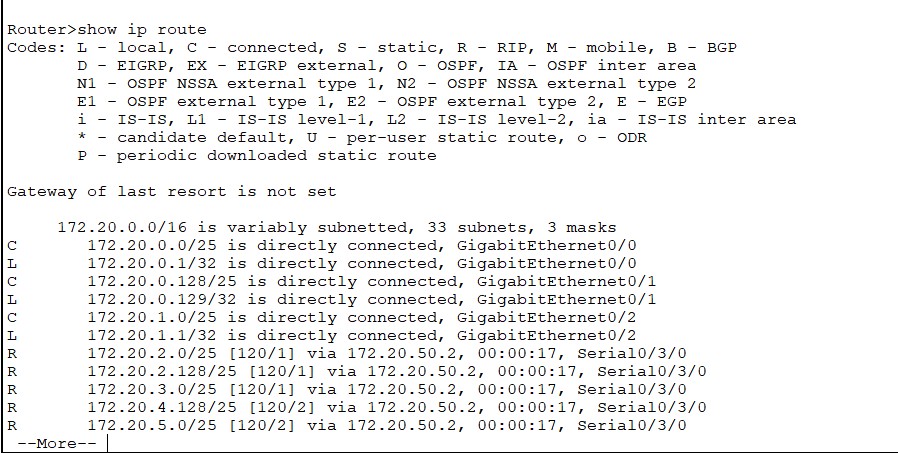 Router>show ip route
Codes: L - local, C - connected, S - static, R - RIP, M - mobile, B - BGP
D - EIGRP, EX - EIGRP external, O - OSPF, IA - OSPF inter area
N1 - OSPF NSSA external type 1, N2 - OSPF NSSA external type 2
E1 - OSPF external type 1, E2 - OSPF external type 2, E - EGP
i - IS-IS, L1 - IS-IS level-1, L2 - IS-IS level-2, ia - IS-IS inter area
* - candidate default, U - per-user static route, o - ODR
P - periodic downloaded static route
Gateway of last resort is not set
172.20.0.0/16 is variably subnetted, 33 subnets, 3 masks
C 172.20.0.0/25 is directly connected, GigabitEthernet0/0
L 172.20.0.1/32 is directly connected, GigabitEthernet0/0
C 172.20.0.128/25 is directly connected, GigabitEthernet0/1
L 172.20.0.129/32 is directly connected, GigabitEthernet0/1
C 172.20.1.0/25 is directly connected, GigabitEthernet0/2
L 172.20.1.1/32 is directly connected, GigabitEthernet0/2
R 172.20.2.0/25 [120/1] via 172.20.50.2, 00:00:17, Serial0/3/0
R 172.20.2.128/25 [120/1] via 172.20.50.2, 00:00:17, Serial0/3/0
R 172.20.3.0/25 [120/1] via 172.20.50.2, 00:00:17, Serial0/3/0
R 172.20.4.128/25 [120/2] via 172.20.50.2, 00:00:17, Serial0/3/0
R 172.20.5.0/25 [120/2] via 172.20.50.2, 00:00:17, Serial0/3/0
--More--